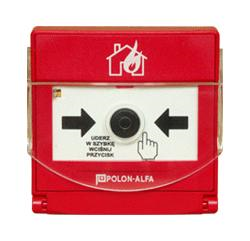 UDERZ
W SZYBKĘ
WCIŚNIJ
PRZYCISK
POLON-ALFA